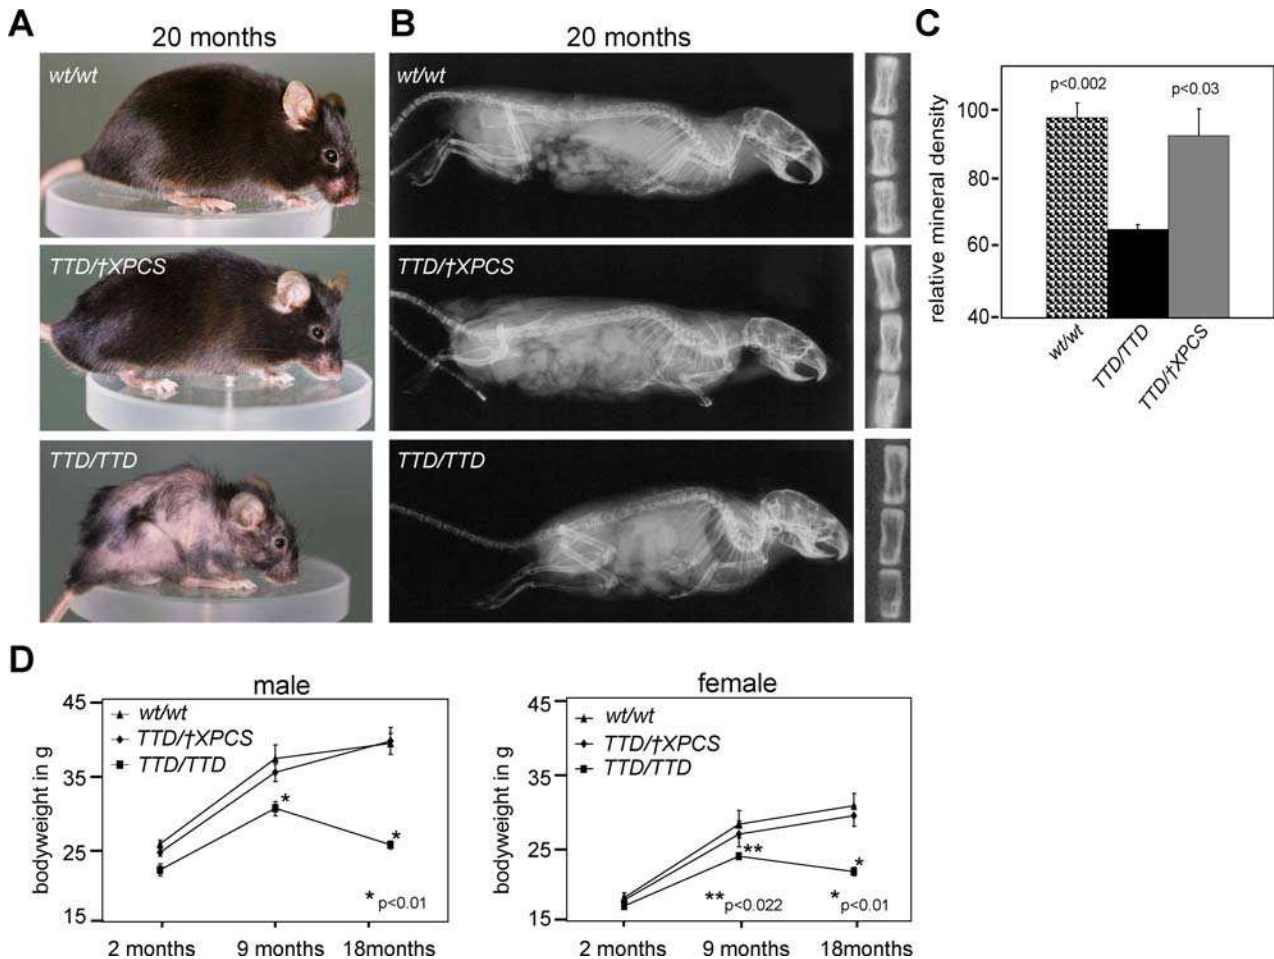 A
20 months
wt/wt
TTD/†XPCS
TTD/TTD
B
20 months
wt/wt
TTD/†XPCS
TTD/TTD
C
relative mineral density
100
80
60
40
p<0.002
p<0.03
wt/wt
TTD/TTD
TTD/†XPCS
D
male
bodyweight in g
45
35
25
15
wt/wt
TTD/†XPCS
TTD/TTD
*
*
* p<0.01
2 months 9 months 18months
female
bodyweight in g
45
35
25
15
wt/wt
TTD/†XPCS
TTD/TTD
**
*
** p<0.022 * p<0.01
2 months 9 months 18months